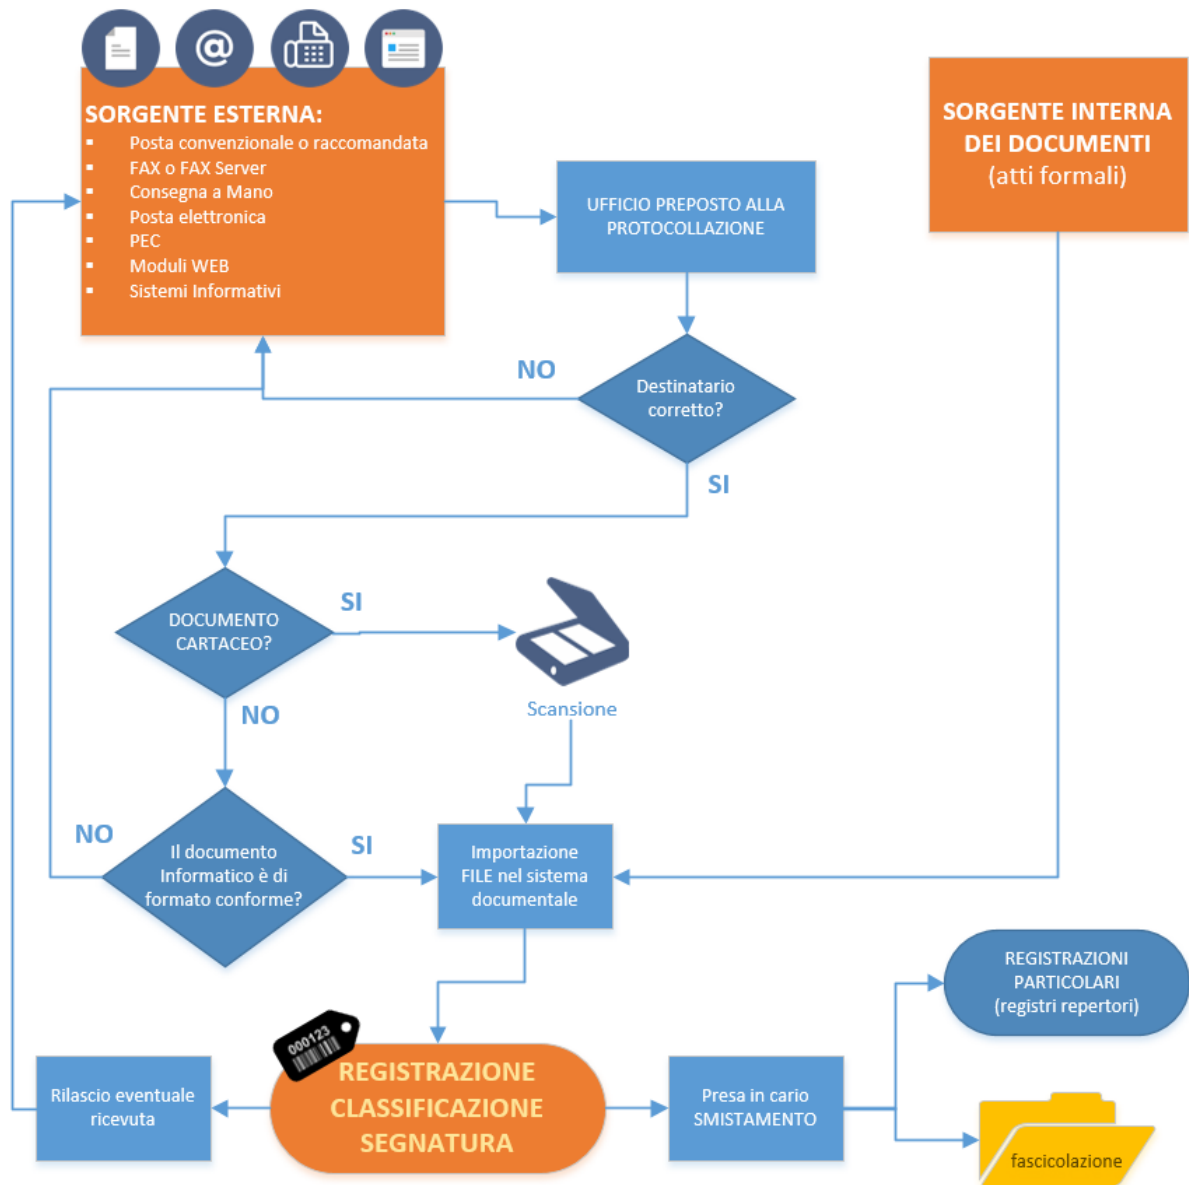 SORGENTE ESTERNA:
▪ Posta convenzionale o raccomandata
▪ FAX o FAX Server
▪ Consegna a Mano
▪ Posta elettronica
▪ PEC
▪ Moduli WEB
▪ Sistemi Informativi
UFFICIO PREPOSTO ALLA
PROTOCOLLAZIONE
SORGENTE INTERNA
DEI DOCUMENTI
(atti formali)
NO
Destinatario
corretto?
SI
DOCUMENTO
CARTACEO?
SI
Scansione
NO
NO
Il documento
Informatico è di
formato conforme?
SI
Importazione
FILE nel sistema
documentale
REGISTRAZIONI
PARTICOLARI
(registri repertori)
000123
REGISTRAZIONE
CLASSIFICAZIONE
SEGNATURA
Rilascio eventuale
ricevuta
Presa in cario
SMISTAMENTO
fascicolazione